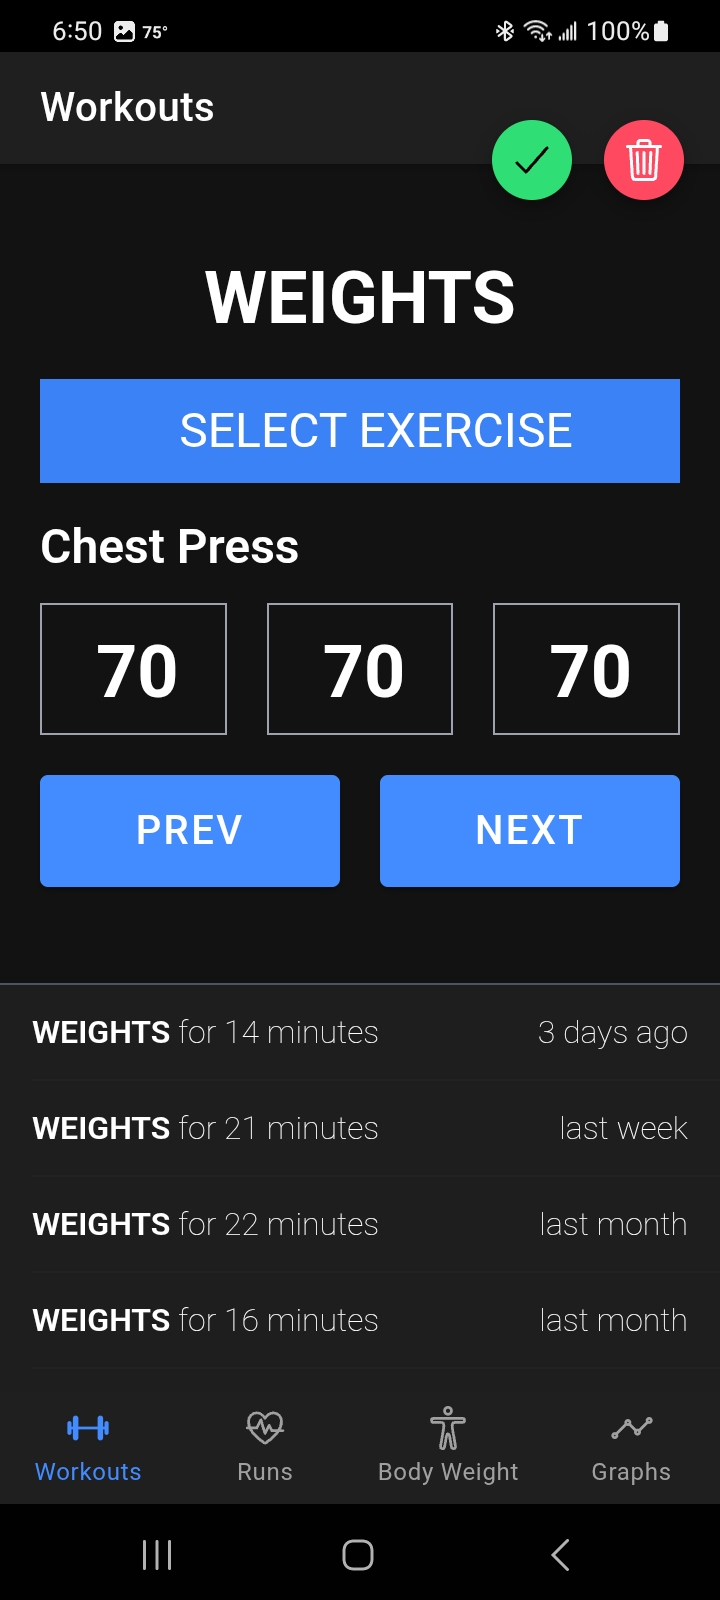 6:50 75° 100%
Workouts
WEIGHTS
SELECT EXERCISE
Chest Press
70 70 70
PREV NEXT
WEIGHTS for 14 minutes 3 days ago
WEIGHTS for 21 minutes last week
WEIGHTS for 22 minutes last month
WEIGHTS for 16 minutes last month
Workouts Runs Body Weight Graphs